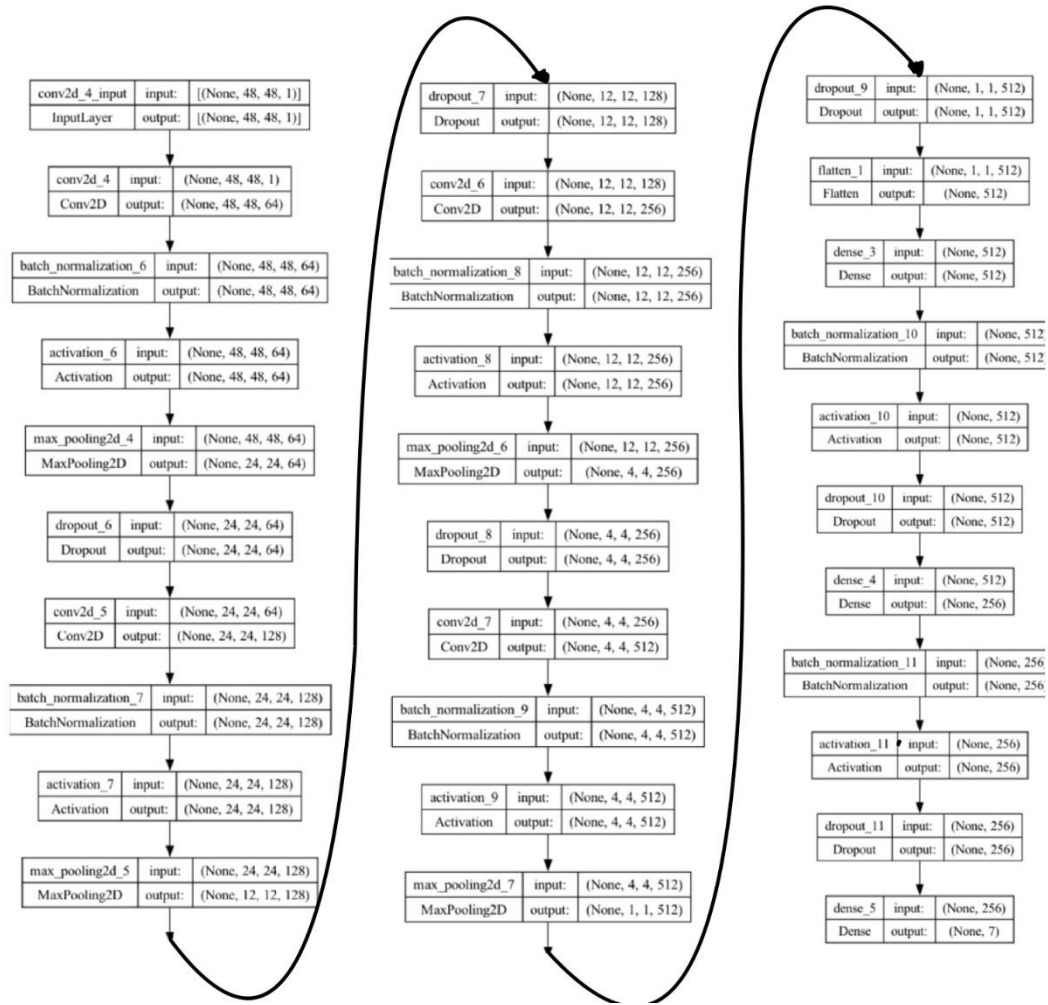 conv2d_4_input input: [(None, 48, 48, 1)]
InputLayer output: [(None, 48, 48, 1)]
conv2d_4 input: (None, 48, 48, 1)
Conv2D output: (None, 48, 48, 64)
batch_normalization_6 input: (None, 48, 48, 64)
BatchNormalization output: (None, 48, 48, 64)
activation_6 input: (None, 48, 48, 64)
Activation output: (None, 48, 48, 64)
max_pooling2d_4 input: (None, 48, 48, 64)
MaxPooling2D output: (None, 24, 24, 64)
dropout_6 input: (None, 24, 24, 64)
Dropout output: (None, 24, 24, 64)
conv2d_5 input: (None, 24, 24, 64)
Conv2D output: (None, 24, 24, 128)
batch_normalization_7 input: (None, 24, 24, 128)
BatchNormalization output: (None, 24, 24, 128)
activation_7 input: (None, 24, 24, 128)
Activation output: (None, 24, 24, 128)
max_pooling2d_5 input: (None, 24, 24, 128)
MaxPooling2D output: (None, 12, 12, 128)
dropout_7 input: (None, 12, 12, 128)
Dropout output: (None, 12, 12, 128)
conv2d_6 input: (None, 12, 12, 128)
Conv2D output: (None, 12, 12, 256)
batch_normalization_8 input: (None, 12, 12, 256)
BatchNormalization output: (None, 12, 12, 256)
activation_8 input: (None, 12, 12, 256)
Activation output: (None, 12, 12, 256)
max_pooling2d_6 input: (None, 12, 12, 256)
MaxPooling2D output: (None, 4, 4, 256)
dropout_8 input: (None, 4, 4, 256)
Dropout output: (None, 4, 4, 256)
conv2d_7 input: (None, 4, 4, 256)
Conv2D output: (None, 4, 4, 512)
batch_normalization_9 input: (None, 4, 4, 512)
BatchNormalization output: (None, 4, 4, 512)
activation_9 input: (None, 4, 4, 512)
Activation output: (None, 4, 4, 512)
max_pooling2d_7 input: (None, 4, 4, 512)
MaxPooling2D output: (None, 1, 1, 512)
dropout_9 input: (None, 1, 1, 512)
Dropout output: (None, 1, 1, 512)
flatten_1 input: (None, 1, 1, 512)
Flatten output: (None, 512)
dense_3 input: (None, 512)
Dense output: (None, 512)
batch_normalization_10 input: (None, 512)
BatchNormalization output: (None, 512)
activation_10 input: (None, 512)
Activation output: (None, 512)
dropout_10 input: (None, 512)
Dropout output: (None, 512)
dense_4 input: (None, 512)
Dense output: (None, 256)
batch_normalization_11 input: (None, 256)
BatchNormalization output: (None, 256)
activation_11 input: (None, 256)
Activation output: (None, 256)
dropout_11 input: (None, 256)
Dropout output: (None, 256)
dense_5 input: (None, 256)
Dense output: (None, 7)